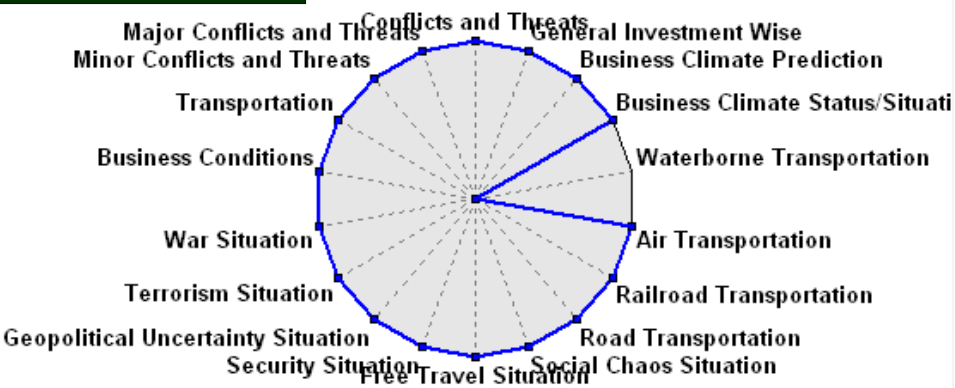 Conflicts and Threats
Major Conflicts and Threats
General Investment Wise
Minor Conflicts and Threats
Business Climate Prediction
Transportation
Business Climate Status/Situati
Business Conditions
Waterborne Transportation
War Situation
Air Transportation
Terrorism Situation
Railroad Transportation
Geopolitical Uncertainty Situation
Road Transportation
Security Situation
Social Chaos Situation
Free Travel Situation